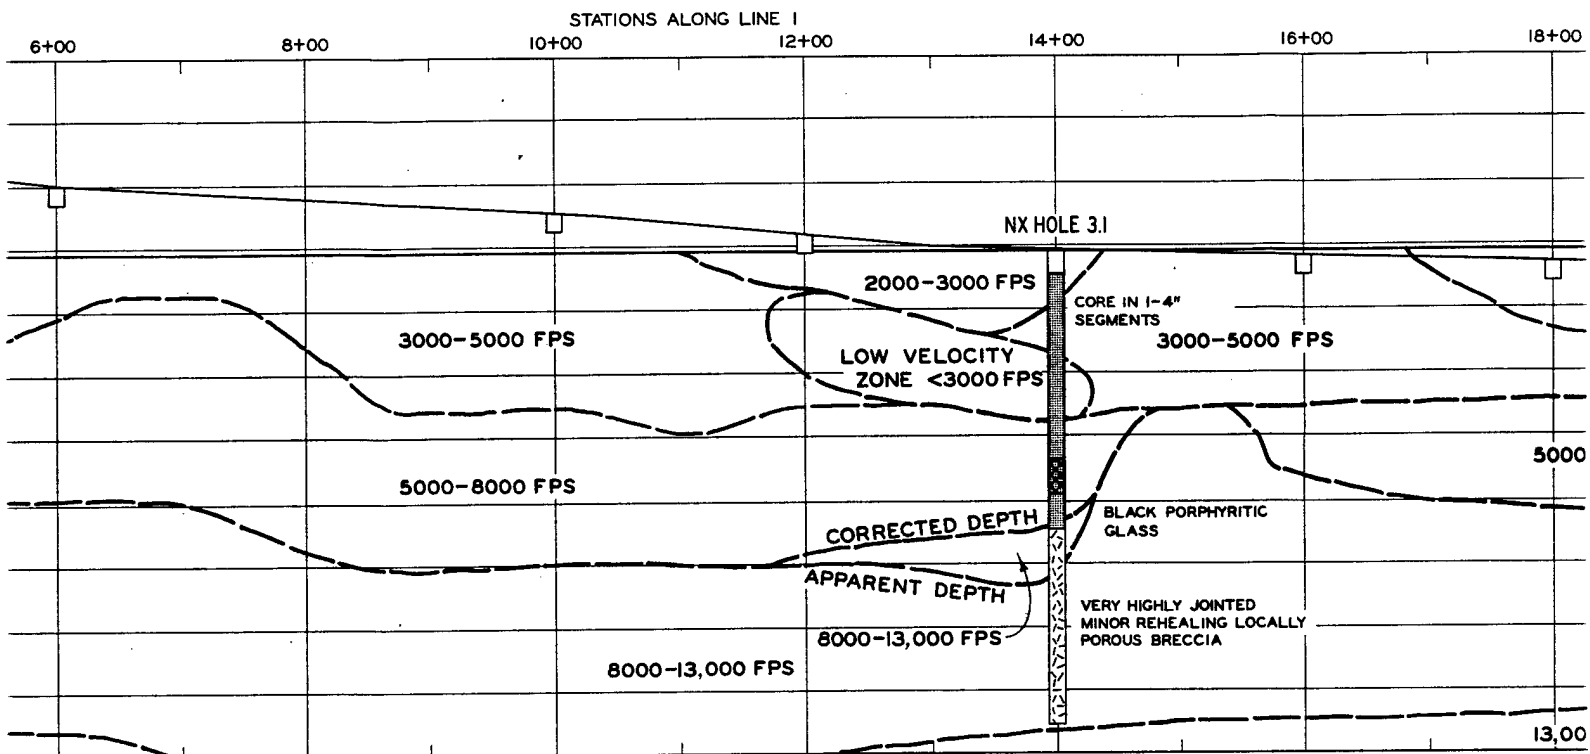 STATIONS ALONG LINE 1
6+00 8+00 10+00 12+00 14+00 16+00 18+00
NX HOLE 3.1
2000-3000 FPS
CORE IN 1-4"
SEGMENTS
3000-5000 FPS
3000-5000 FPS
LOW VELOCITY
ZONE <3000 FPS
5000
5000-8000 FPS
CORRECTED DEPTH
BLACK PORPHYRITIC
GLASS
APPARENT DEPTH
VERY HIGHLY JOINTED
MINOR REHEALING LOCALLY
POROUS BRECCIA
8000-13,000 FPS
8000-13,000 FPS
13,00